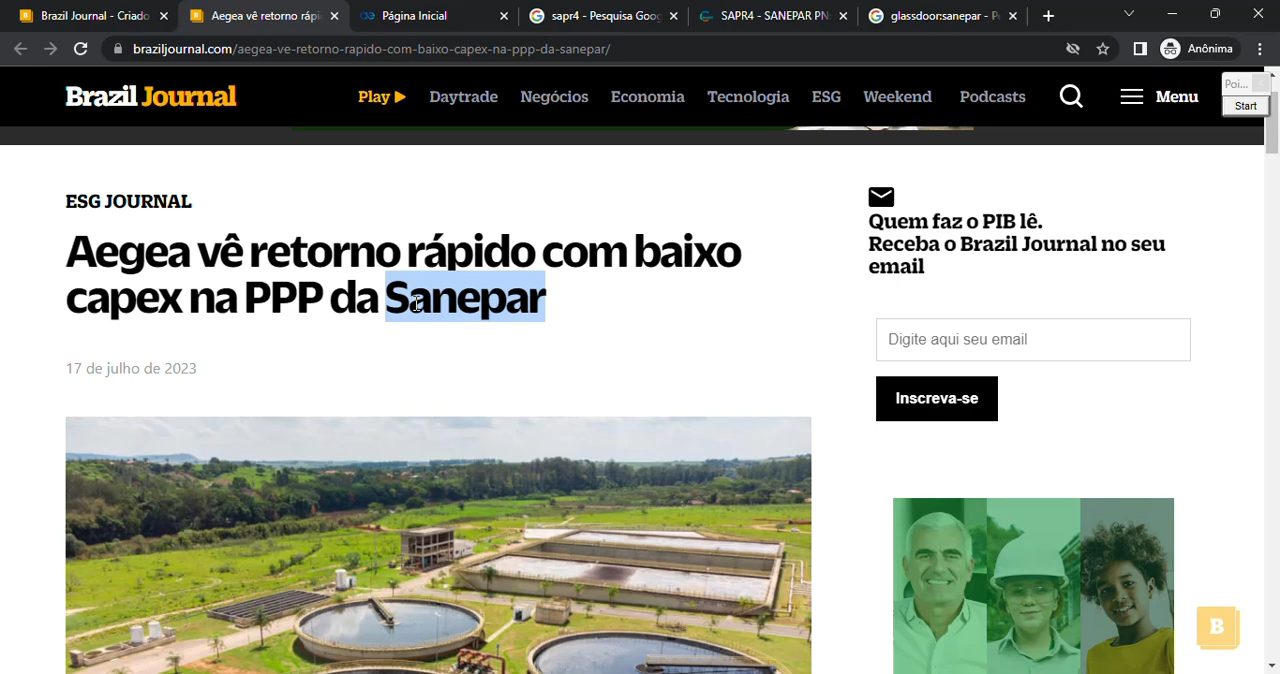 Brazil Journal - Criado
Aegea vê retorno rápi
Página Inicial
sapr4 - Pesquisa Goog
SAPR4 - SANEPAR PN:
glassdoor:sanepar - P
braziljournal.com/aegea-ve-retorno-rapido-com-baixo-capex-na-ppp-da-sanepar/
Anônima
Brazil Journal
Play
Daytrade
Negócios
Economia
Tecnologia
ESG
Weekend
Podcasts
Menu
Poi...
Start
ESG JOURNAL
Aegea vê retorno rápido com baixo
capex na PPP da Sanepar
17 de julho de 2023
Quem faz o PIB lê.
Receba o Brazil Journal no seu
email
Digite aqui seu email
Inscreva-se
B